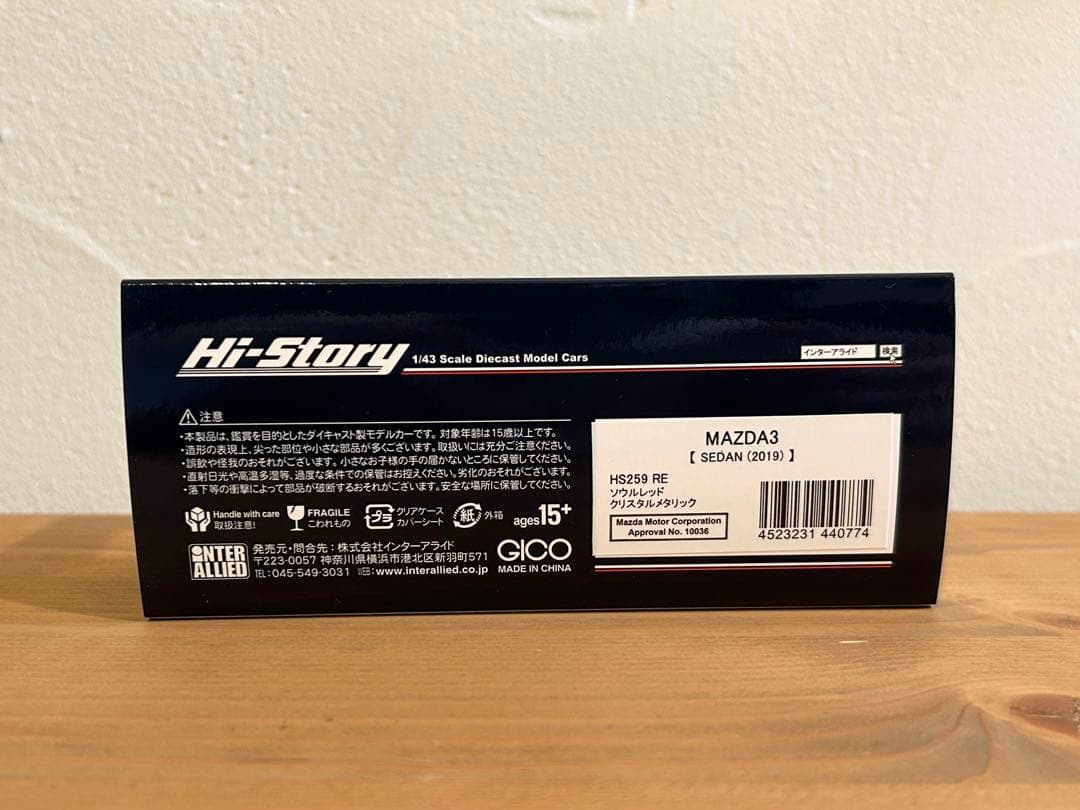 Hi-Story 1/43 Scale Diecast Model Cars
インターアライド 検索
注意
・本製品は、鑑賞を目的としたダイキャスト製モデルカーです。対象年齢は15歳以上です。
・造形の表現上、尖った部位や小さな部品が多くございます。取扱いには充分ご注意ください。
・誤飲や怪我のおそれがございます。小さなお子様の手の届かないところに保管してください。
・直射日光や高温多湿等、過度な条件での保管はお控えください。劣化のおそれがございます。
・落下等の衝撃によって部品が破断するおそれがございます。安全な場所に保管してください。
Handle with care
取扱注意!
FRAGILE
こわれもの
プラ
クリアケース
カバーシート
紙
外箱
ages15+
INTER
ALLIED
発売元・問合先：株式会社インターアライド
〒223-0057 神奈川県横浜市港北区新羽町571
TEL:045-549-3031 WEB:www.interallied.co.jp
GICO
MADE IN CHINA
MAZDA3
【 SEDAN (2019) 】
HS259 RE
ソウルレッド
クリスタルメタリック
Mazda Motor Corporation
Approval No. 10036
4523231 440774